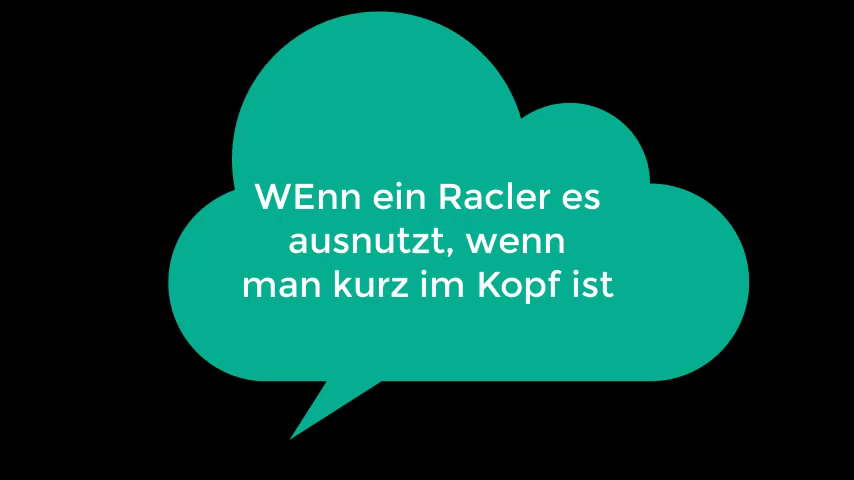 WEnn ein Racler es
ausnutzt, wenn
man kurz im Kopf ist